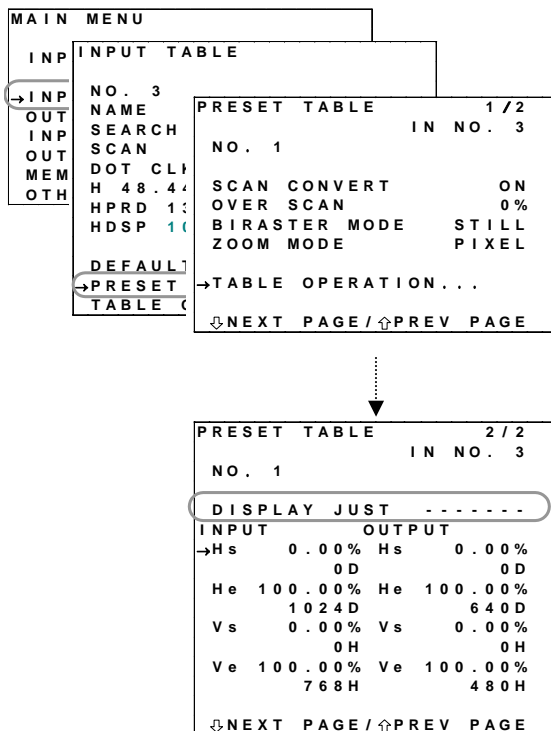 MAIN MENU
INP
→INP
OUT
INP
OUT
MEM
OTH
INPUT TABLE
NO. 3
NAME
SEARCH
SCAN
DOT CLK
H 48.44
HPRD 13
HDSP 10
DEFAULT
→PRESET
TABLE
PRESET TABLE 1/2
IN NO. 3
NO. 1
SCAN CONVERT ON
OVER SCAN 0%
BIRASTER MODE STILL
ZOOM MODE PIXEL
→TABLE OPERATION...
⇩NEXT PAGE/⇧PREV PAGE
PRESET TABLE 2/2
IN NO. 3
NO. 1
DISPLAY JUST -------
INPUT OUTPUT
→Hs 0.00% Hs 0.00%
0D 0D
He 100.00% He 100.00%
1024D 640D
Vs 0.00% Vs 0.00%
0H 0H
Ve 100.00% Ve 100.00%
768H 480H
⇩NEXT PAGE/⇧PREV PAGE